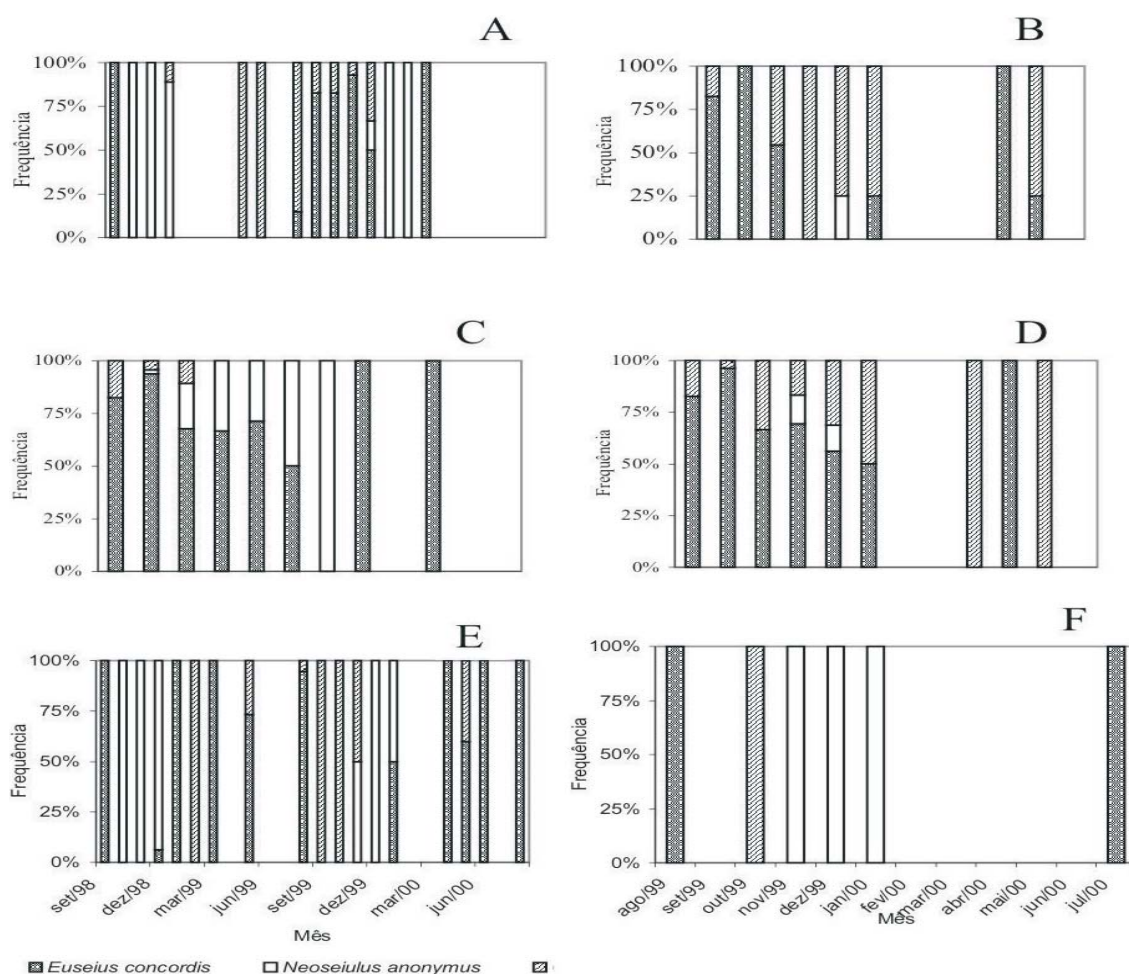 A
100%
75%
50%
25%
0%
Frequência
B
100%
75%
50%
25%
0%
Frequência
C
100%
75%
50%
25%
0%
Frequência
D
100%
75%
50%
25%
0%
Frequência
E
100%
75%
50%
25%
0%
Frequência
set/98
dez/98
mar/99
jun/99
set/99
dez/99
mar/00
jun/00
Mês
F
100%
75%
50%
25%
0%
Frequência
ago/99
set/99
out/99
nov/99
dez/99
jan/00
fev/00
mar/00
abr/00
mai/00
jun/00
jul/00
Mês
Euseius concordis Neoseiulus anonymus